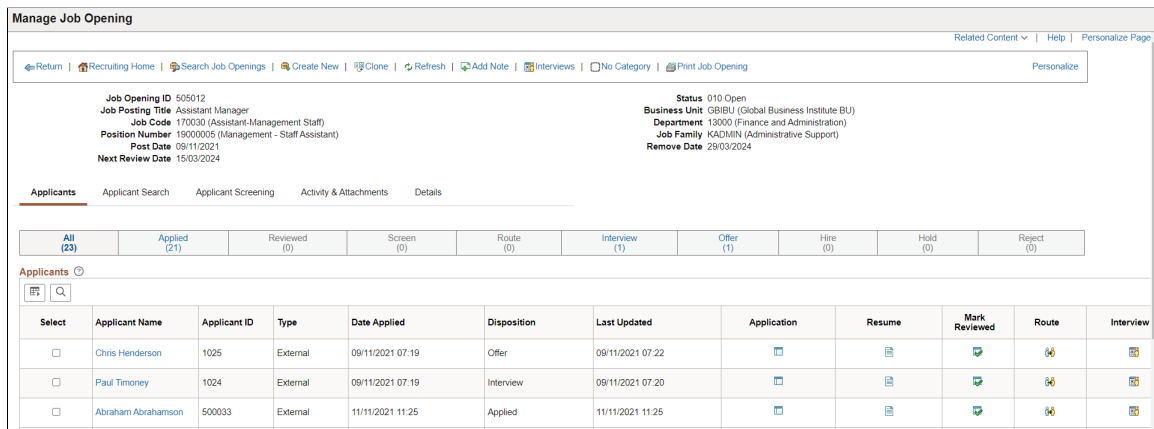 Manage Job Opening
Related Content | Help | Personalize Page
Return | Recruiting Home | Search Job Openings | Create New | Clone | Refresh | Add Note | Interviews | No Category | Print Job Opening Personalize
Job Opening ID 505012 Status 010 Open
Job Posting Title Assistant Manager Business Unit GBIBU (Global Business Institute BU)
Job Code 170030 (Assistant-Management Staff) Department 13000 (Finance and Administration)
Position Number 19000005 (Management - Staff Assistant) Job Family KADMIN (Administrative Support)
Post Date 09/11/2021 Remove Date 29/03/2024
Next Review Date 15/03/2024
Applicants Applicant Search Applicant Screening Activity & Attachments Details
All Applied Reviewed Screen Route Interview Offer Hire Hold Reject
(23) (21) (0) (0) (0) (1) (1) (0) (0) (0)
Applicants
Select Applicant Name Applicant ID Type Date Applied Disposition Last Updated Application Resume Mark Reviewed Route Interview
Chris Henderson 1025 External 09/11/2021 07:19 Offer 09/11/2021 07:22
Paul Timoney 1024 External 09/11/2021 07:19 Interview 09/11/2021 07:20
Abraham Abrahamson 500033 External 11/11/2021 11:25 Applied 11/11/2021 11:25